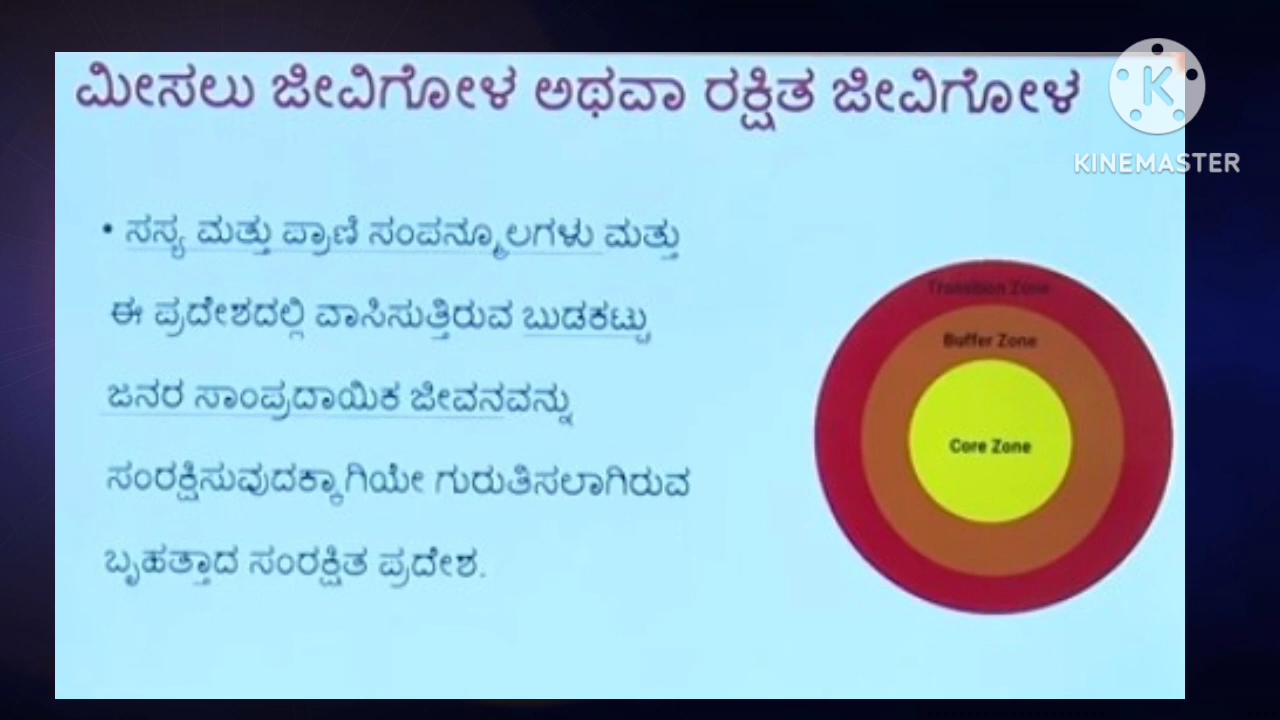 ಮೀಸಲು ಜೀವಿಗೋಳ ಅಥವಾ ರಕ್ಷಿತ ಜೀವಿಗೋಳ
KINEMASTER
• ಸಸ್ಯ ಮತ್ತು ಪ್ರಾಣಿ ಸಂಪನ್ಮೂಲಗಳು ಮತ್ತು
ಈ ಪ್ರದೇಶದಲ್ಲಿ ವಾಸಿಸುತ್ತಿರುವ ಬುಡಕಟ್ಟು
ಜನರ ಸಾಂಪ್ರದಾಯಿಕ ಜೀವನವನ್ನು
ಸಂರಕ್ಷಿಸುವುದಕ್ಕಾಗಿಯೇ ಗುರುತಿಸಲಾಗಿರುವ
ಬೃಹತ್ತಾದ ಸಂರಕ್ಷಿತ ಪ್ರದೇಶ.
Transition Zone
Buffer Zone
Core Zone